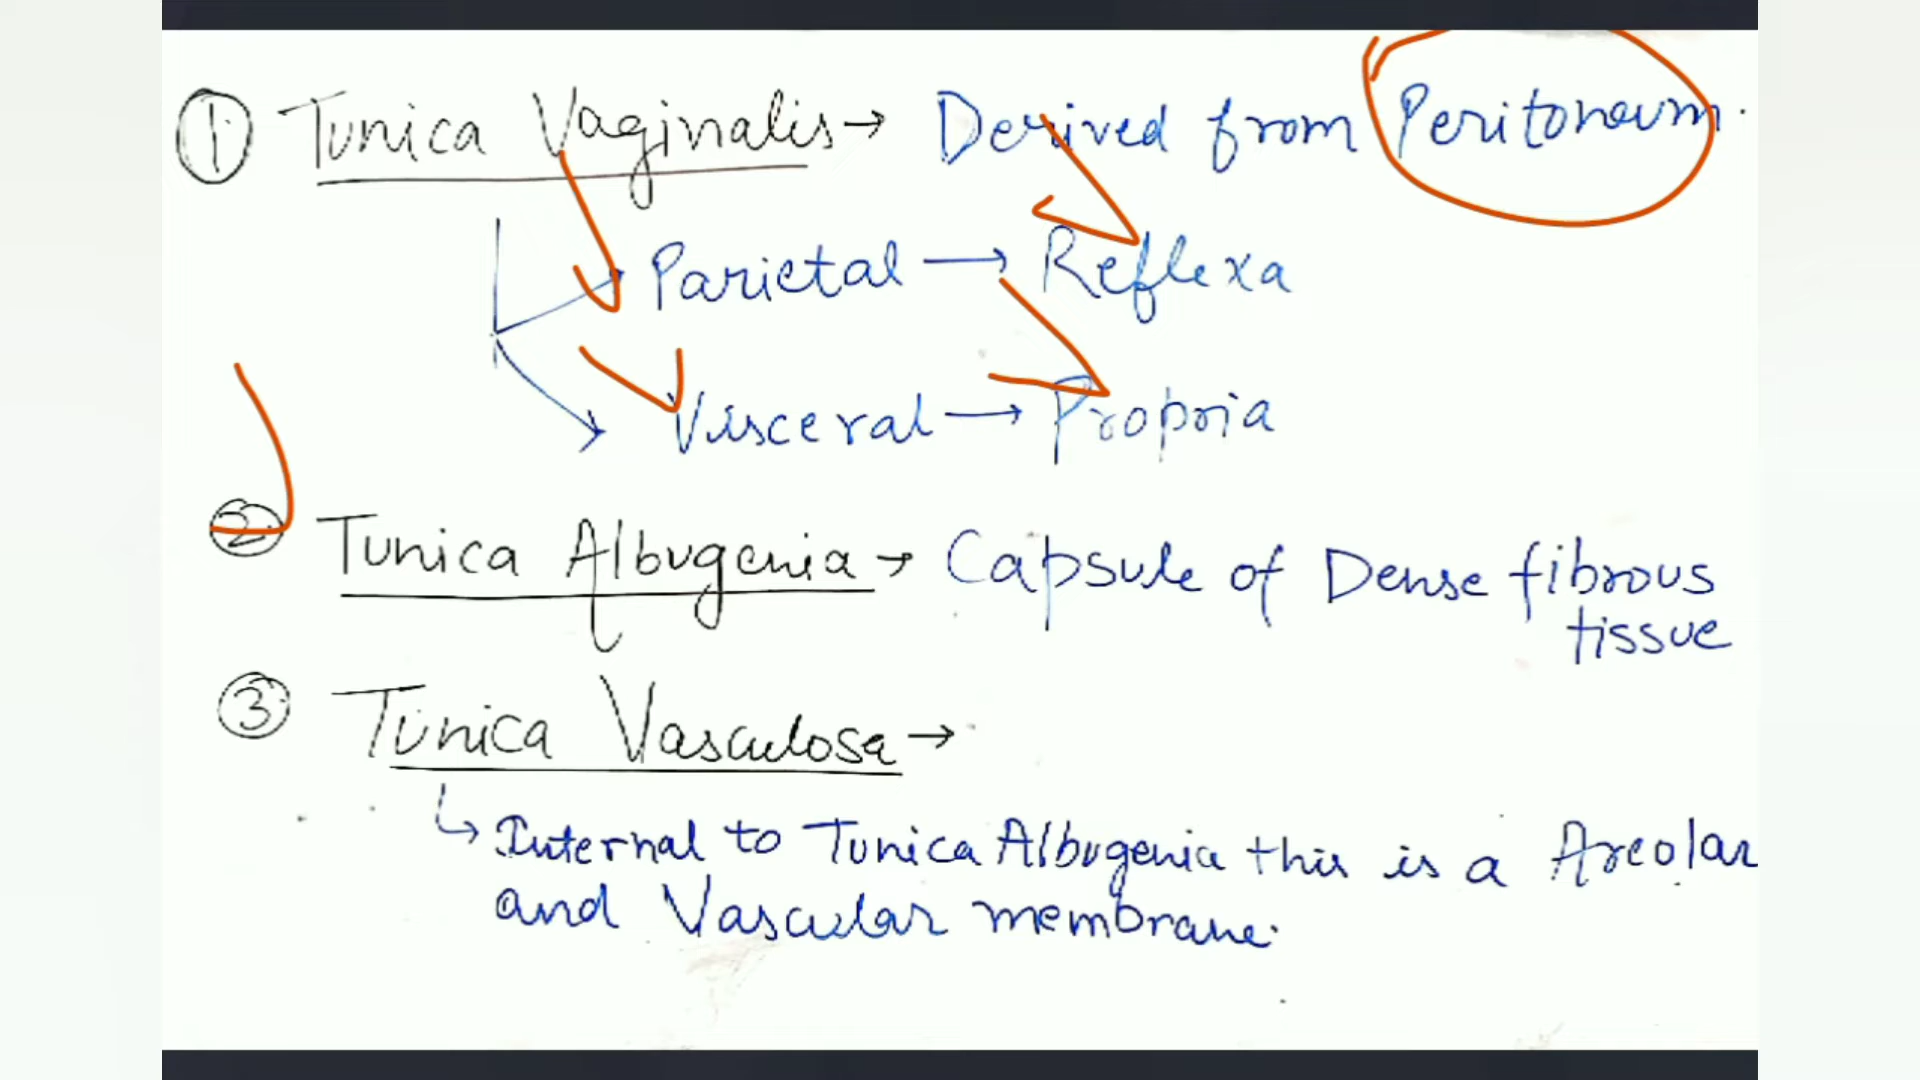 ① Tunica Vaginalis → Derived from Peritoneum.
Parietal → Reflexa
Visceral → Propria
② Tunica Albugenia → Capsule of Dense fibrous
tissue
③ Tunica Vasculosa →
↳ Internal to Tunica Albugenia this is a Areolar
and Vascular membrane.